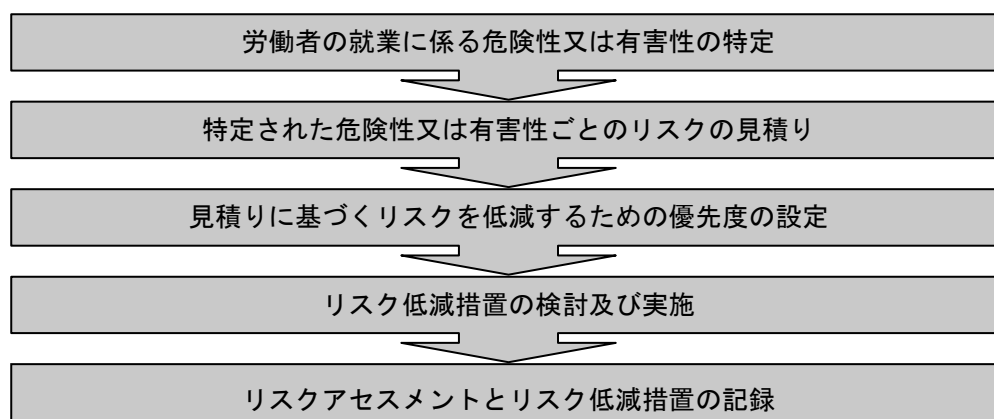 労働者の就業に係る危険性又は有害性の特定
特定された危険性又は有害性ごとのリスクの見積り
見積りに基づくリスクを低減するための優先度の設定
リスク低減措置の検討及び実施
リスクアセスメントとリスク低減措置の記録